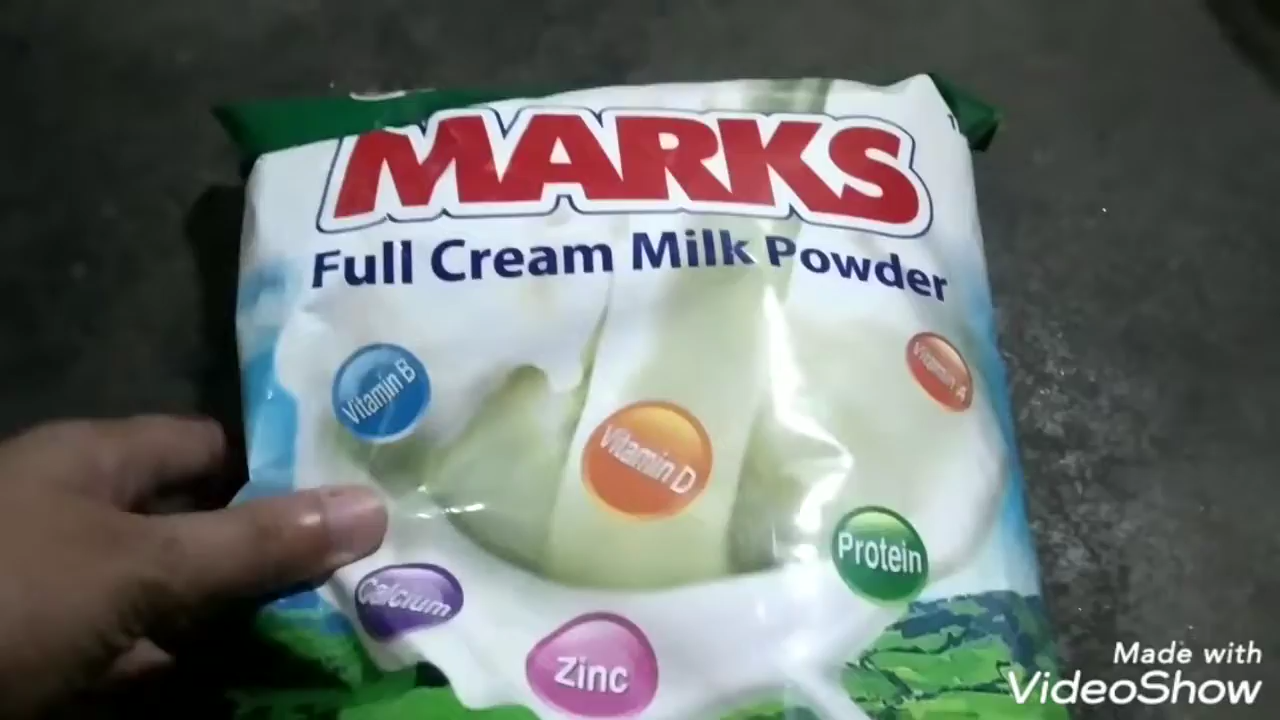 MARKS
Full Cream Milk Powder
Vitamin B
Vitamin A
Vitamin D
Protein
Calcium
Zinc
Made with
VideoShow